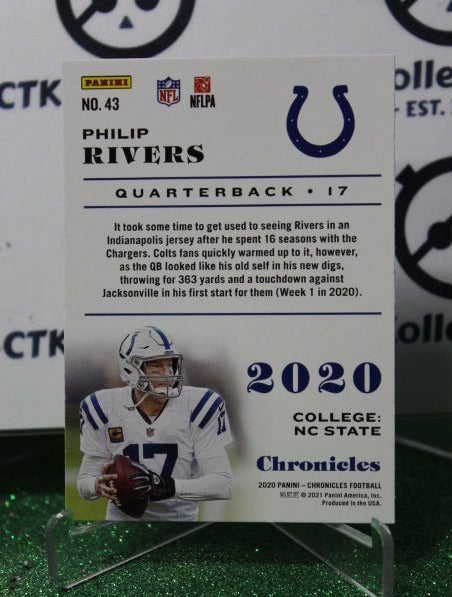 PANINI
NFL
NFLPA
NO. 43
PHILIP
RIVERS
QUARTERBACK • 17
It took some time to get used to seeing Rivers in an
Indianapolis jersey after he spent 16 seasons with the
Chargers. Colts fans quickly warmed up to it, however,
as the QB looked like his old self in his new digs,
throwing for 363 yards and a touchdown against
Jacksonville in his first start for them (Week 1 in 2020).
2020
COLLEGE:
NC STATE
Chronicles
2020 PANINI – CHRONICLES FOOTBALL
© 2021 Panini America, Inc.
Produced in the USA.
17
17
CTK
CTK
olle
- EST.
Colle